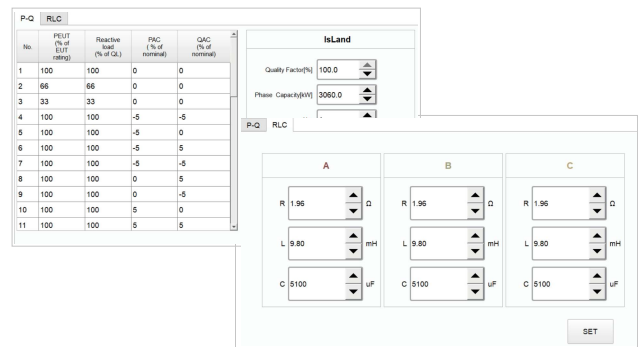 P-Q RLC
No. PEUT (% of EUT rating) Reactive load (% of QL) PAC ( % of nominal) QAC (% of nominal)
1 100 100 0 0
2 66 66 0 0
3 33 33 0 0
4 100 100 -5 -5
5 100 100 -5 0
6 100 100 -5 5
7 100 100 -5 -5
8 100 100 0 5
9 100 100 0 -5
10 100 100 5 0
11 100 100 5 5
IsLand
Quality Factor[%] 100.0
Phase Capacity[kW] 3060.0
P-Q RLC
A B C
R 1.96 Ω R 1.96 Ω R 1.96 Ω
L 9.80 mH L 9.80 mH L 9.80 mH
C 5100 uF C 5100 uF C 5100 uF
SET